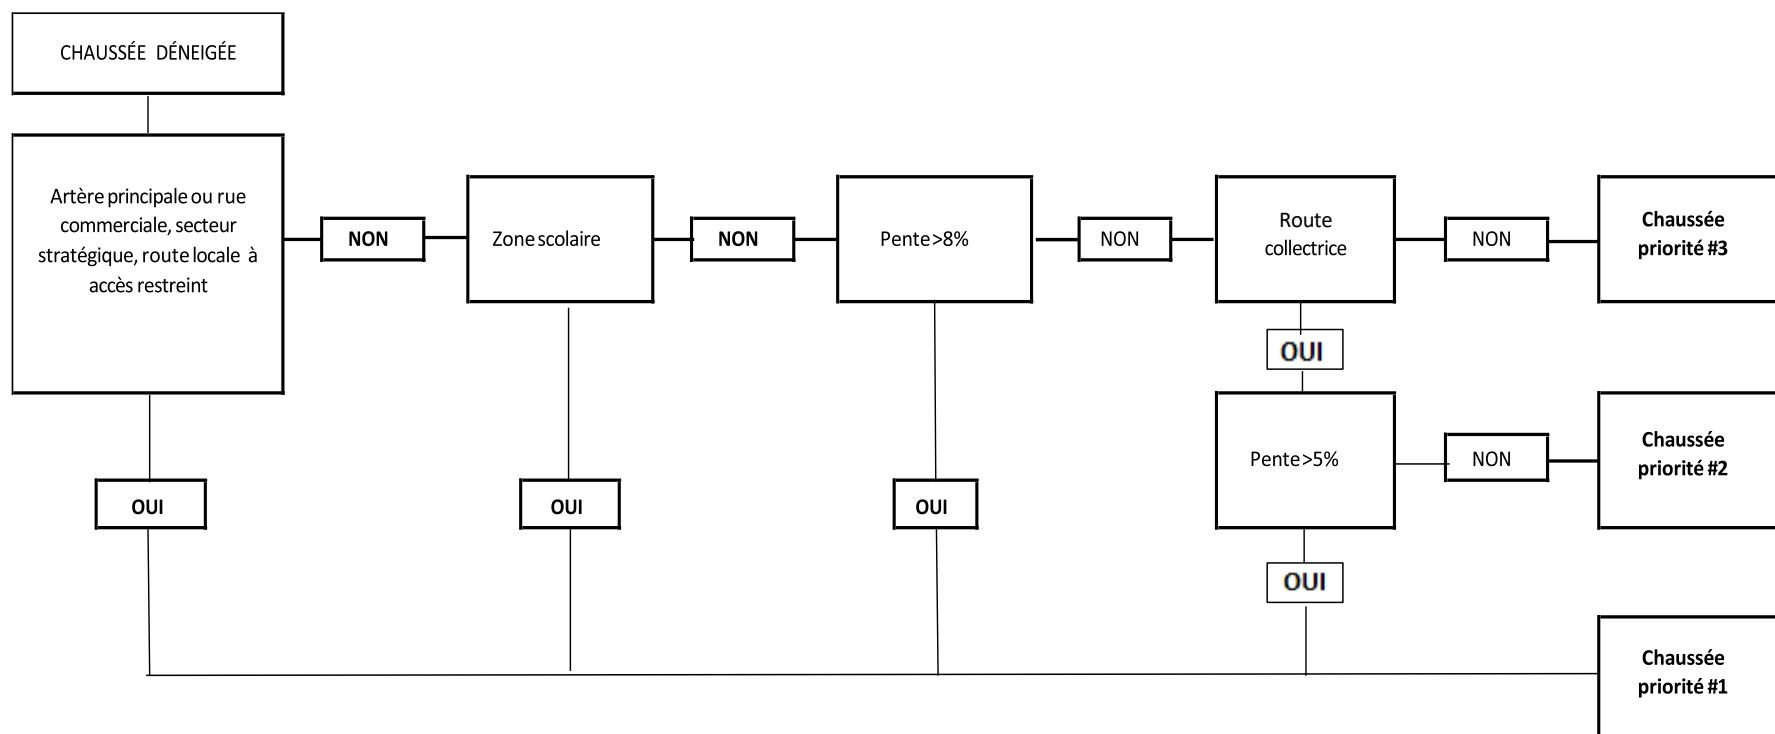 CHAUSSÉE DÉNEIGÉE
Artère principale ou rue
commerciale, secteur
stratégique, route locale à
accès restreint
NON
Zone scolaire
NON
Pente >8%
NON
Route
collectrice
NON
Chaussée
priorité #3
OUI
Pente >5%
NON
Chaussée
priorité #2
OUI
OUI
OUI
OUI
Chaussée
priorité #1